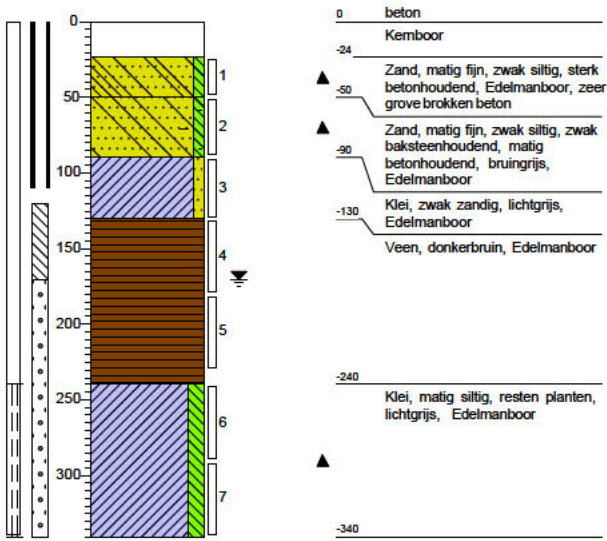 0
50
100
150
200
250
300
1
2
3
4
5
6
7
0 beton
Kernboor
-24
Zand, matig fijn, zwak siltig, sterk
betonhoudend, Edelmanboor, zeer
grove brokken beton
-50
Zand, matig fijn, zwak siltig, zwak
baksteenhoudend, matig
betonhoudend, bruingrijs,
Edelmanboor
-90
Klei, zwak zandig, lichtgrijs,
Edelmanboor
-130
Veen, donkerbruin, Edelmanboor
-240
Klei, matig siltig, resten planten,
lichtgrijs, Edelmanboor
-340